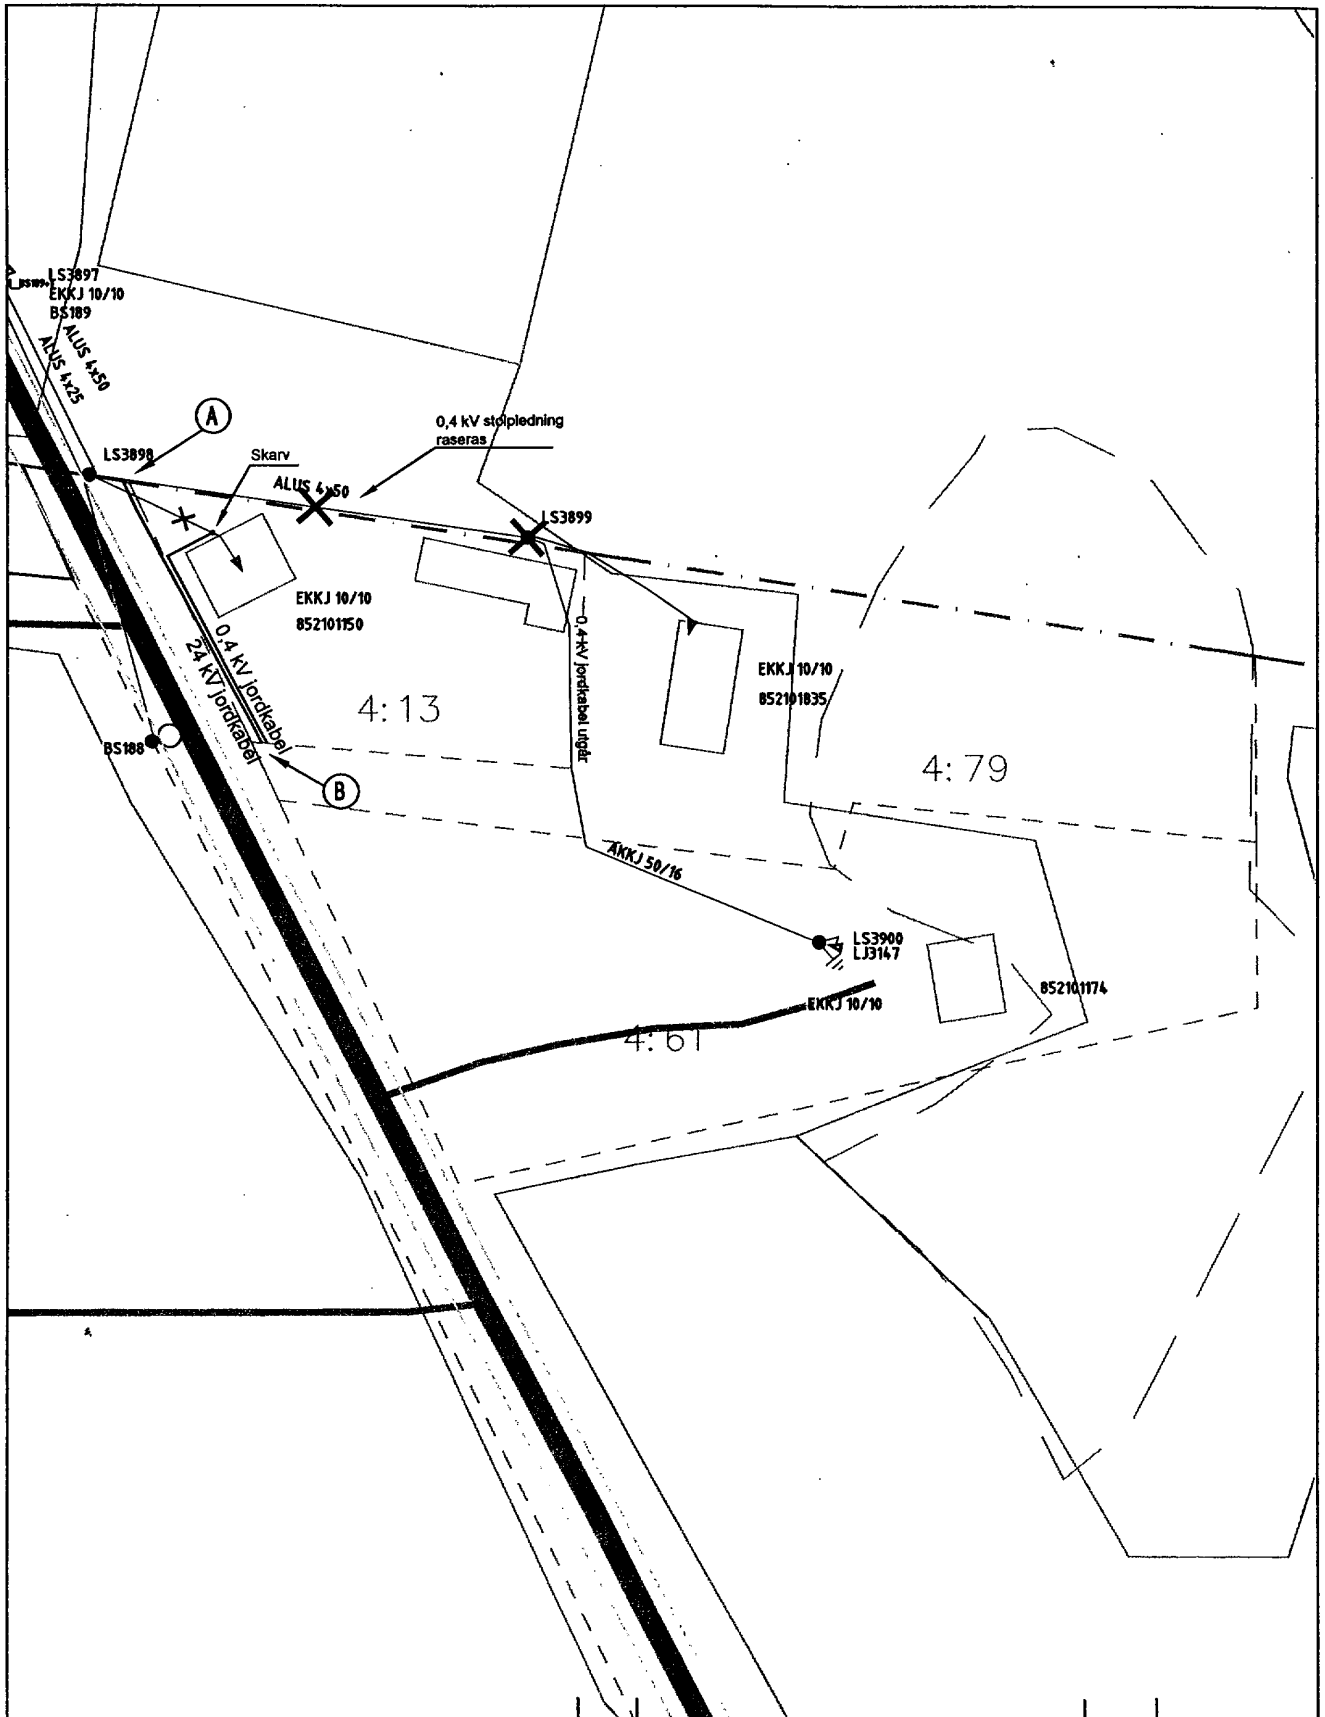 LS3897
EKKJ 10/10
BS189
ALUS 4x50
ALUS 4x25
A
LS3898
Skarv
0,4 kV stolpledning
raseras
ALUS 4x50
LS3899
EKKJ 10/10
852101150
0,4 kV jordkabel
24 kV jordkabel
4:13
0,4 kV jordkabel utgår
EKKJ 10/10
852101835
4:79
BS188
B
AKKJ 50/16
LS3900
LJ3147
EKKJ 10/10
852101174
4:61